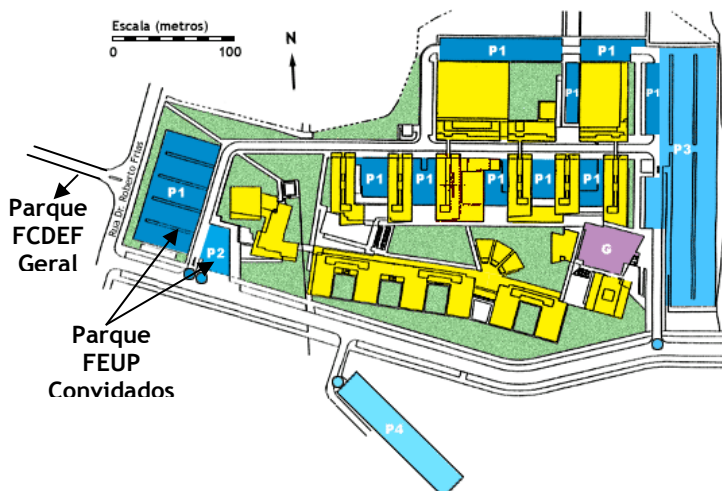 Escala (metros)
0 100
N
P1
P1
P1
P1
P3
Rua Dr. Roberto Frias
P1
P1
P1
P1
P1
P1
Parque
FCDEF
Geral
P2
G
Parque
FEUP
Convidados
P4